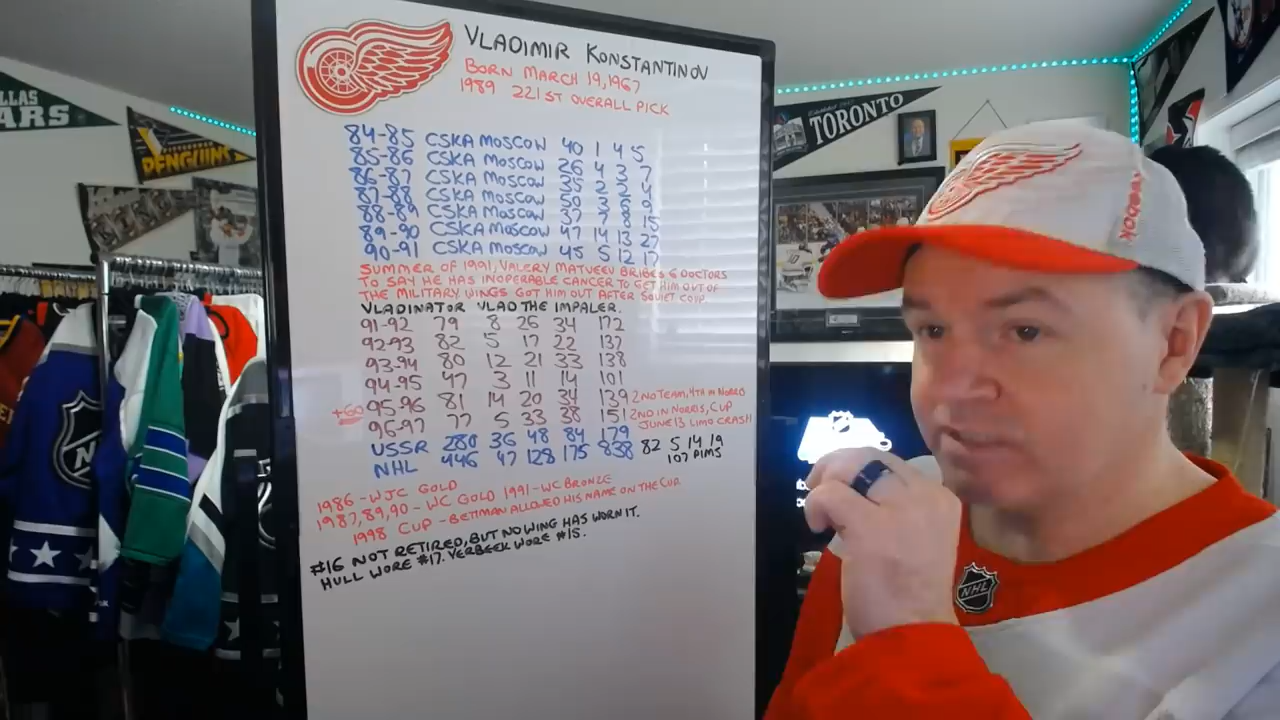 VLADIMIR KONSTANTINOV
BORN MARCH 19, 1967
1989 221ST OVERALL PICK
84-85 CSKA MOSCOW 40 1 4 5
85-86 CSKA MOSCOW 26 4 3 7
86-87 CSKA MOSCOW 35 2 2 4
87-88 CSKA MOSCOW 50 3 6 9
88-89 CSKA MOSCOW 37 7 8 15
89-90 CSKA MOSCOW 47 14 13 27
90-91 CSKA MOSCOW 45 5 12 17
SUMMER OF 1991, VALERY MATVEEV BRIBES 6 DOCTORS
TO SAY HE HAS INOPERABLE CANCER TO GET HIM OUT OF
THE MILITARY. WINGS GOT HIM OUT AFTER SOVIET COUP.
VLADINATOR VLAD THE IMPALER.
91-92 79 8 26 34 172
92-93 82 5 17 22 137
93-94 80 12 21 33 138
94-95 47 3 11 14 101
+60 95-96 81 14 20 34 139 2ND TEAM, 4TH IN NORRIS
96-97 77 5 33 38 151 2ND IN NORRIS, CUP
JUNE 13 LIMO CRASH
USSR 280 36 48 84 179
NHL 446 47 128 175 838
82 5 14 19
107 PIMS
1986 - WJC GOLD
1987, 89, 90 - WC GOLD 1991 - WC BRONZE
1998 CUP - BETMAN ALLOWED HIS NAME ON THE CUP
#16 NOT RETIRED, BUT NO WING HAS WORN IT.
HULL WORE #17. VERBEEK WORE #15.
LLAS
ARS
PENGUINS
TORONTO
Reebok
NHL
NHL